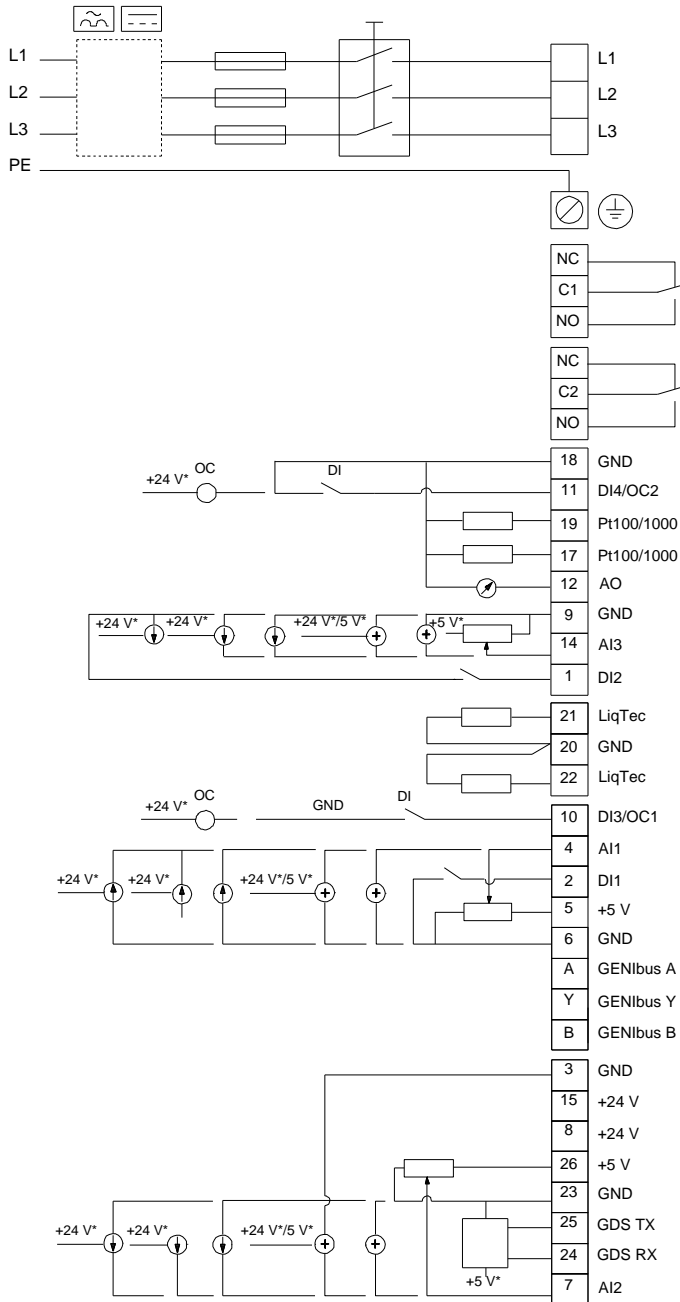 L1 L1
L2 L2
L3 L3
PE
NC
C1
NO
NC
C2
NO
18 GND
+24 V* OC DI 11 DI4/OC2
19 Pt100/1000
17 Pt100/1000
12 AO
9 GND
+24 V* +24 V* +24 V*/5 V* +5 V*
14 AI3
1 DI2
21 LiqTec
20 GND
22 LiqTec
+24 V* OC GND DI 10 DI3/OC1
4 AI1
+24 V* +24 V* +24 V*/5 V* 2 DI1
5 +5 V
6 GND
A GENIbus A
Y GENIbus Y
B GENIbus B
3 GND
15 +24 V
8 +24 V
26 +5 V
23 GND
25 GDS TX
+24 V* +24 V* +24 V*/5 V* 24 GDS RX
+5 V* 7 AI2